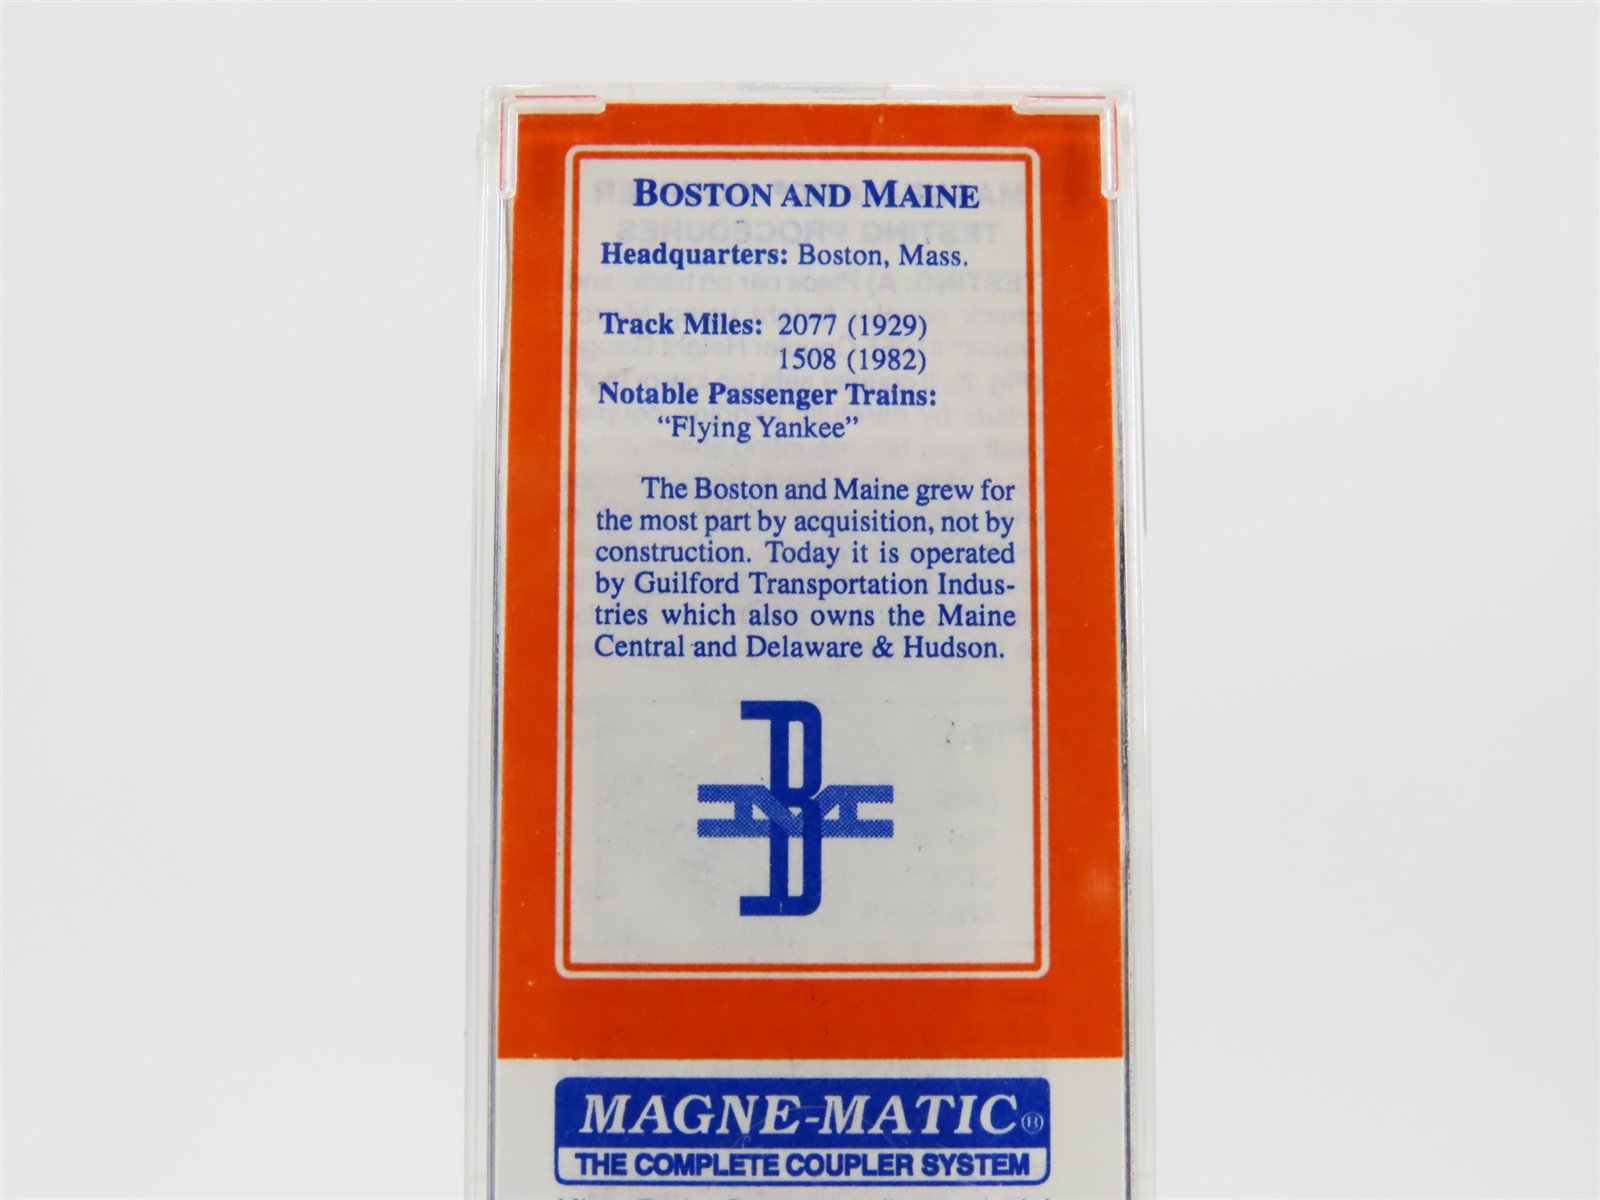 BOSTON AND MAINE
Headquarters: Boston, Mass.
Track Miles: 2077 (1929)
1508 (1982)
Notable Passenger Trains:
“Flying Yankee”
The Boston and Maine grew for
the most part by acquisition, not by
construction. Today it is operated
by Guilford Transportation Indus-
tries which also owns the Maine
Central and Delaware & Hudson.
B
M
MAGNE-MATIC®
THE COMPLETE COUPLER SYSTEM